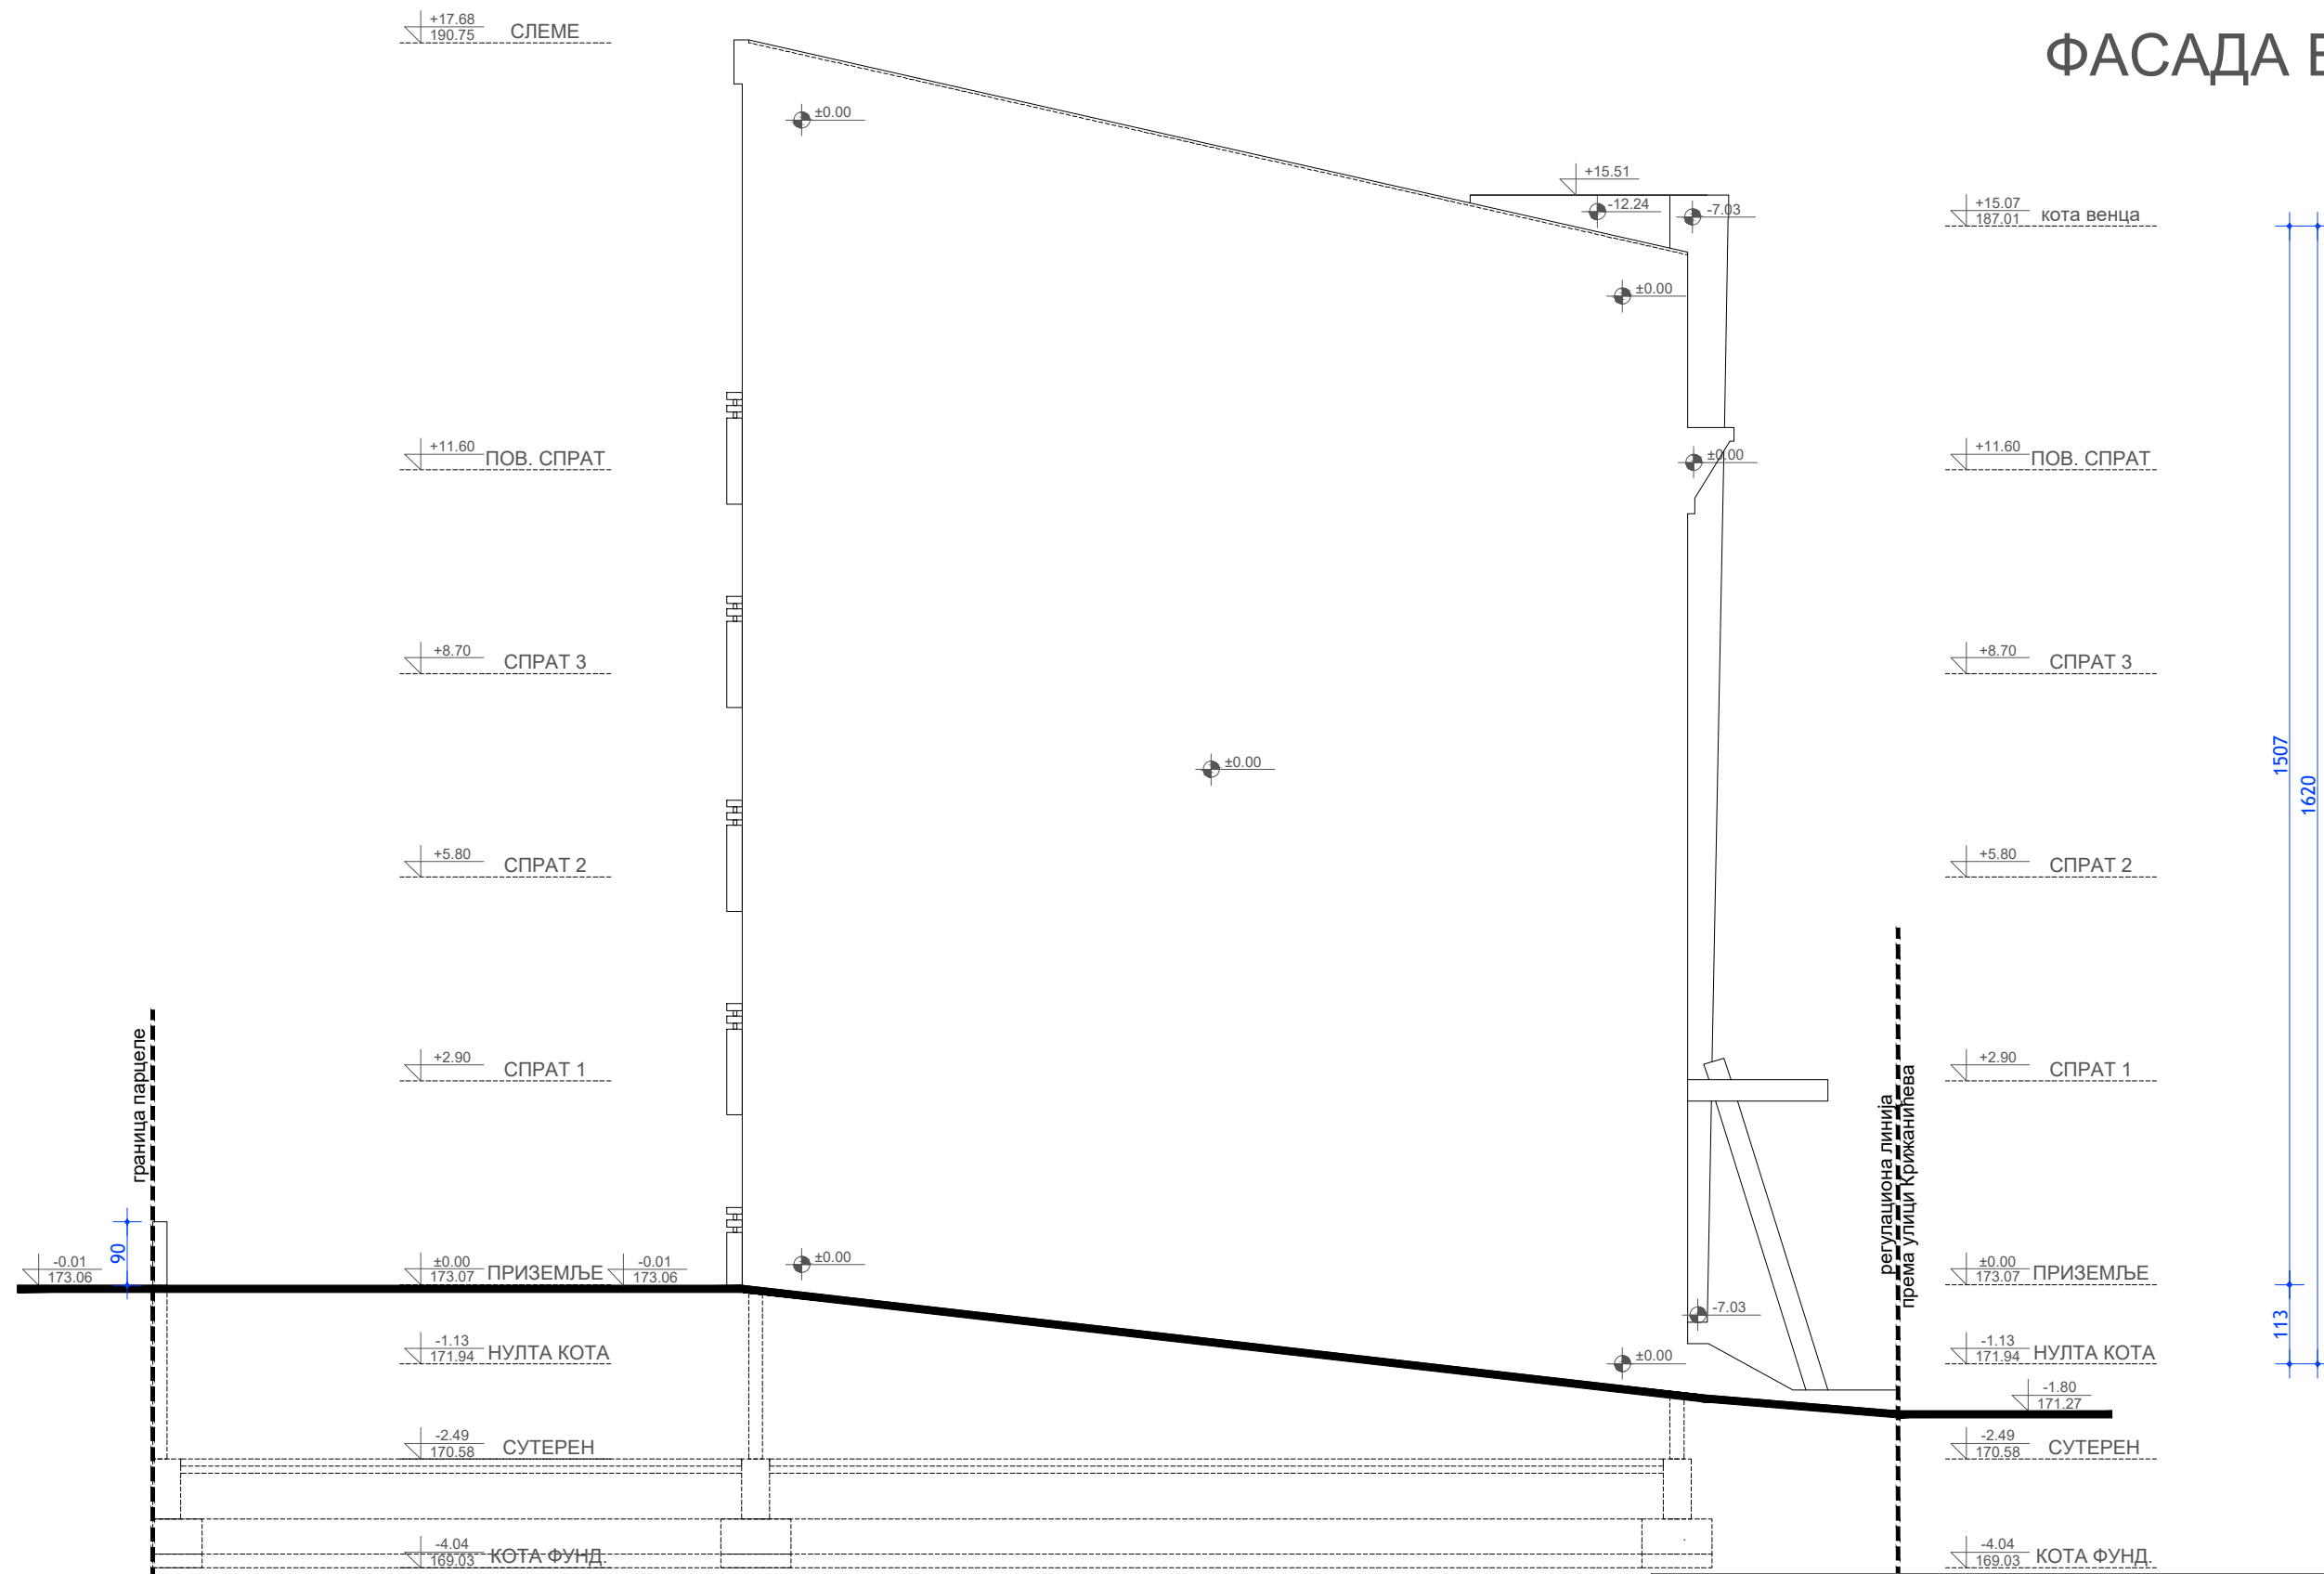 ФАСАДА
+17.68
190.75 СЛЕМЕ
±0.00
+15.51
-12.24
-7.03
+15.07
187.01 кота венца
±0.00
+11.60 ПОВ. СПРАТ
±0.00
+11.60 ПОВ. СПРАТ
+8.70 СПРАТ 3
+8.70 СПРАТ 3
±0.00
1507
1620
+5.80 СПРАТ 2
+5.80 СПРАТ 2
граница парцеле
+2.90 СПРАТ 1
+2.90 СПРАТ 1
регулациона линија
према улици Крижанићева
90
-0.01
173.06
±0.00
173.07 ПРИЗЕМЉЕ
-0.01
173.06
±0.00
±0.00
173.07 ПРИЗЕМЉЕ
-7.03
113
-1.13
171.94 НУЛТА КОТА
±0.00
-1.13
171.94 НУЛТА КОТА
-1.80
171.27
-2.49
170.58 СУТЕРЕН
-2.49
170.58 СУТЕРЕН
-4.04
169.03 КОТА ФУНД.
-4.04
169.03 КОТА ФУНД.